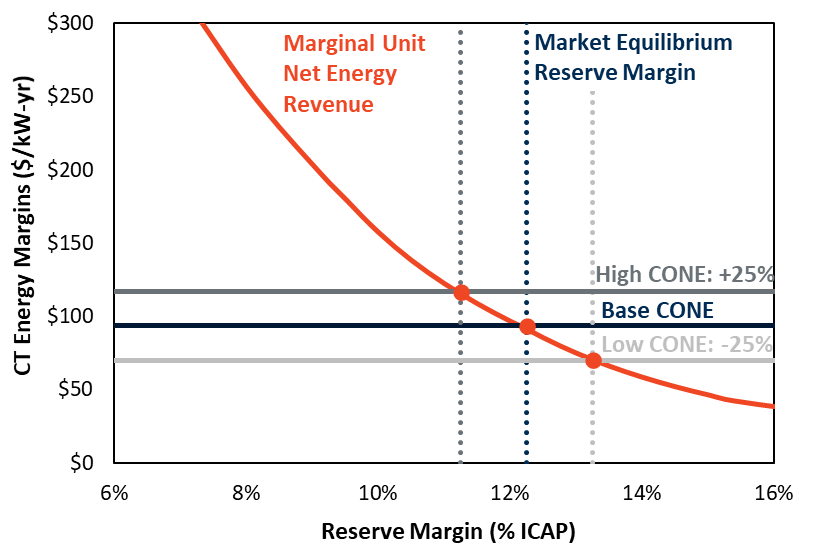 $300
$250
$200
$150
$100
$50
$0
CT Energy Margins ($/kW-yr)
Marginal Unit
Net Energy
Revenue
Market Equilibrium
Reserve Margin
High CONE: +25%
Base CONE
Low CONE: -25%
6%
8%
10%
12%
14%
16%
Reserve Margin (% ICAP)